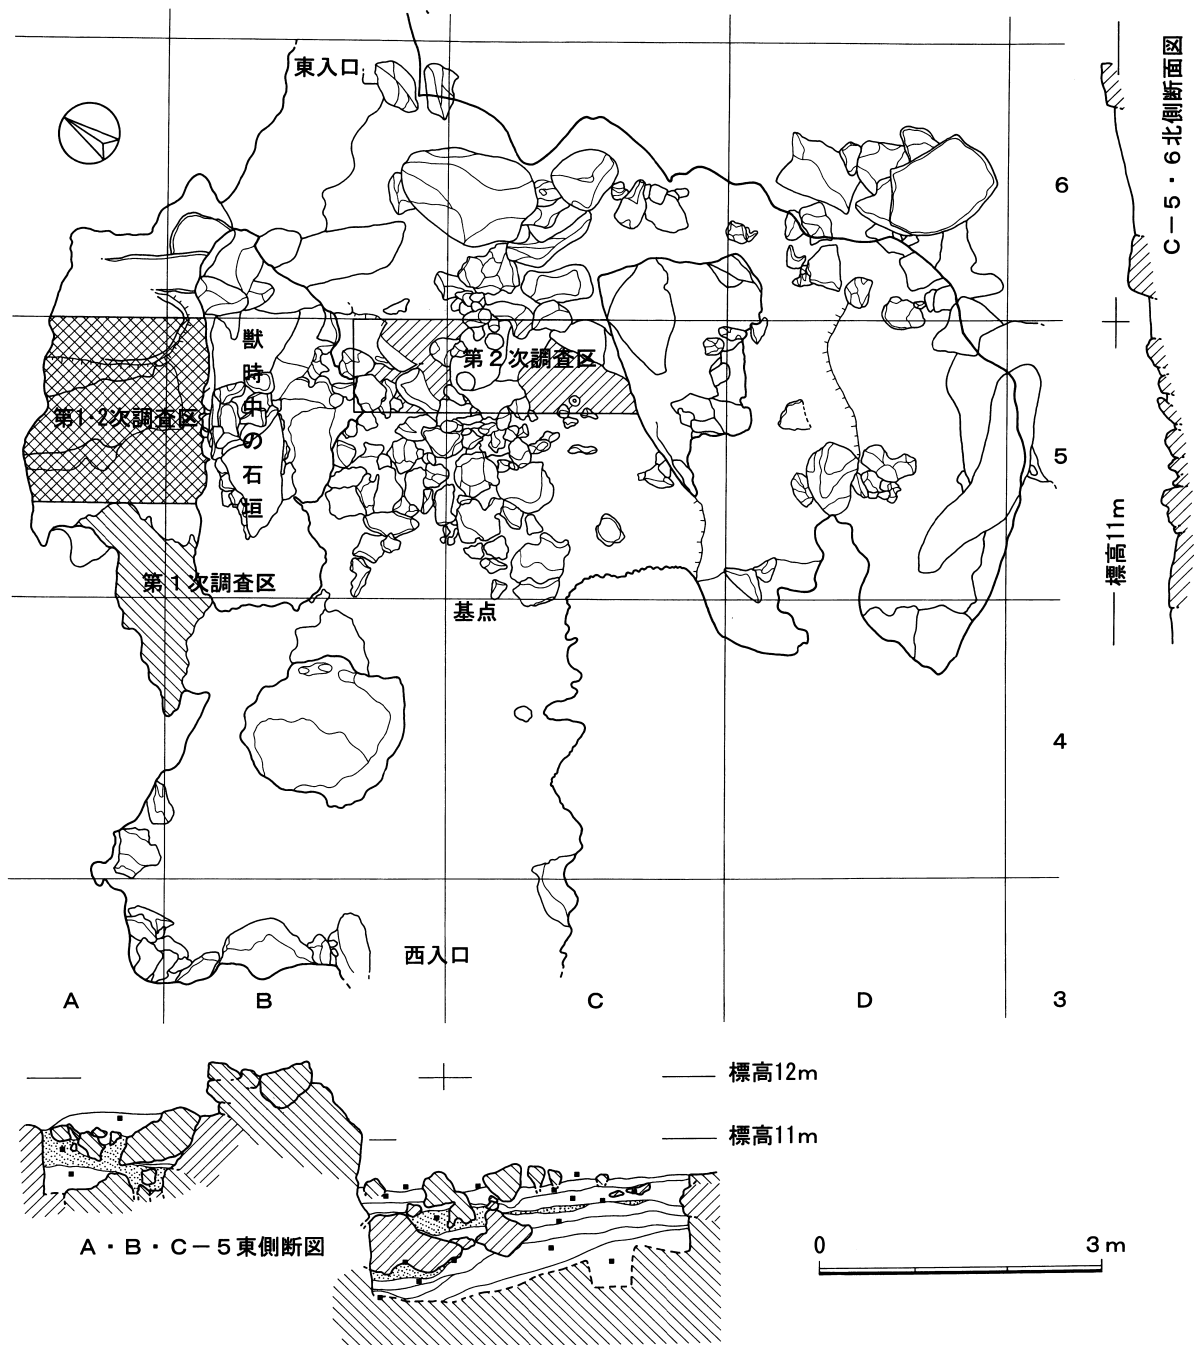 東入口
6
C−5・6北側断面図
獣時中の石垣
第2次調査区
第1・2次調査区
5
標高11m
第1次調査区
基点
4
西入口
A
B
C
D
3
標高12m
標高11m
A・B・C−5東側断図
0
3m